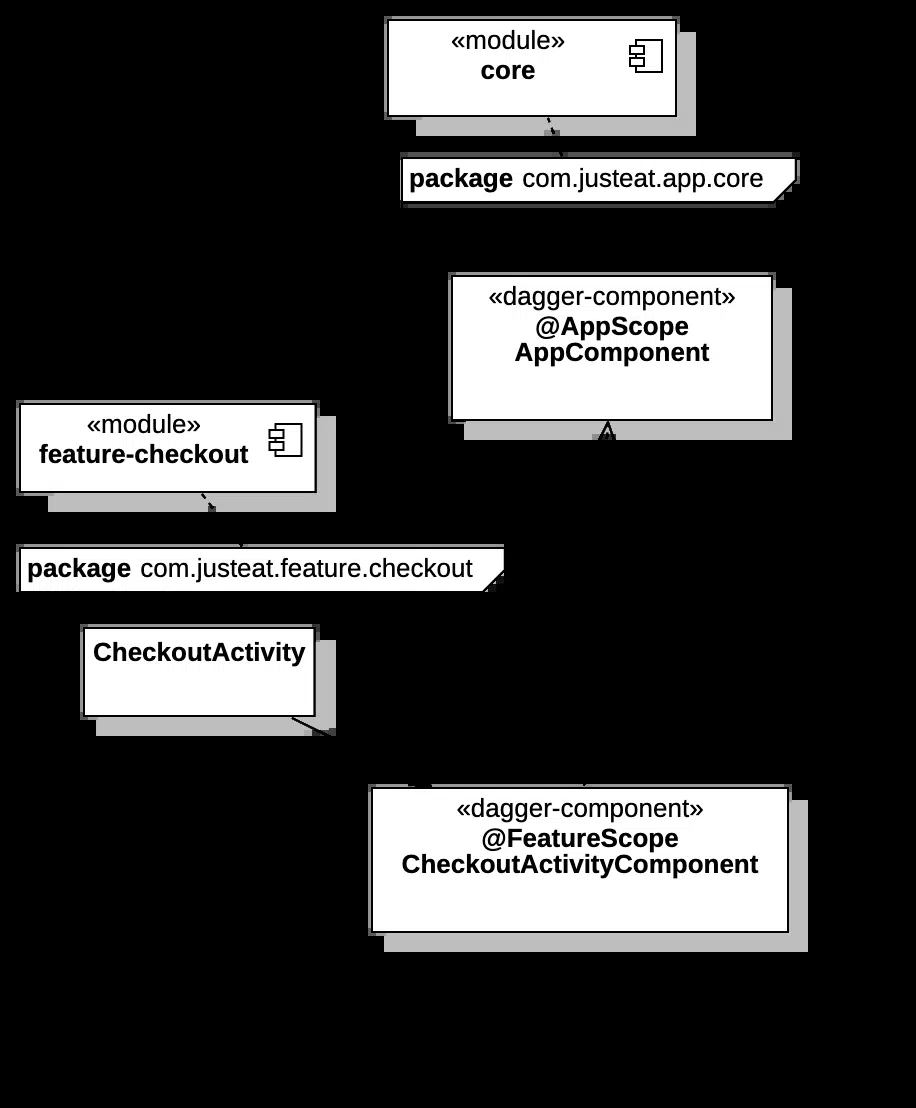 «module»
core
package com.justeat.app.core
«dagger-component»
@AppScope
AppComponent
«module»
feature-checkout
package com.justeat.feature.checkout
CheckoutActivity
«dagger-component»
@FeatureScope
CheckoutActivityComponent